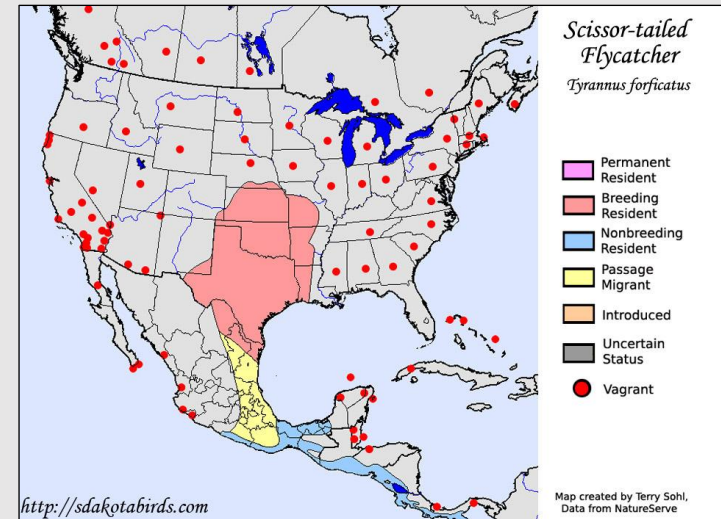 Scissor-tailed
Flycatcher
Tyrannus forficatus
Permanent
Resident
Breeding
Resident
Nonbreeding
Resident
Passage
Migrant
Introduced
Uncertain
Status
Vagrant
http://sdakotabirds.com
Map created by Terry Sohl,
Data from NatureServe